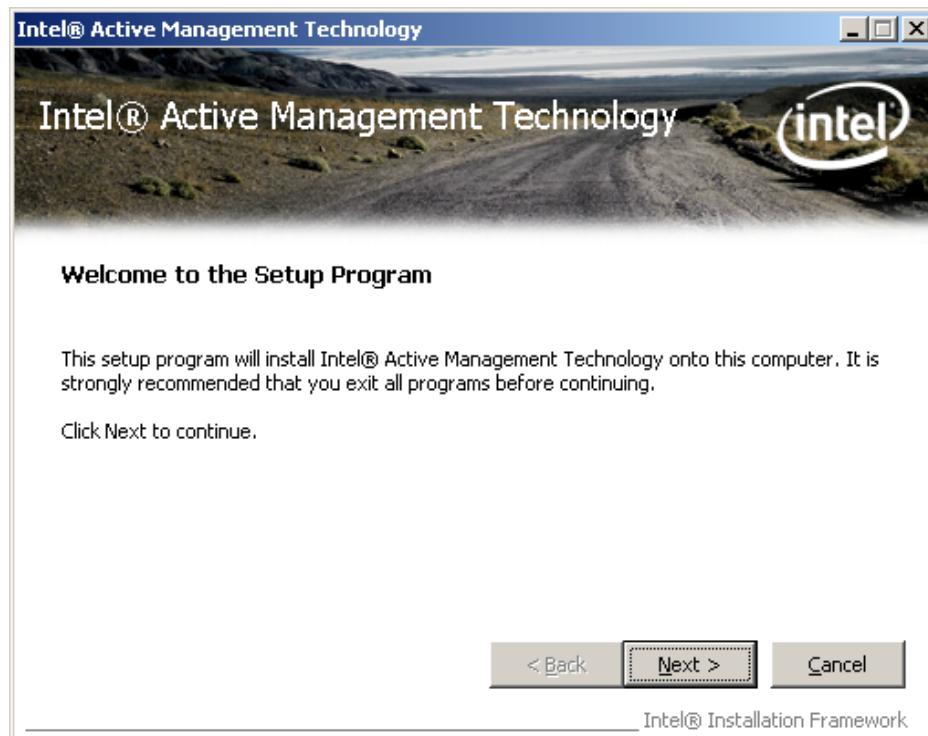 Intel® Active Management Technology
Intel® Active Management Technology
intel
Welcome to the Setup Program
This setup program will install Intel® Active Management Technology onto this computer. It is
strongly recommended that you exit all programs before continuing.
Click Next to continue.
< Back Next > Cancel
Intel® Installation Framework